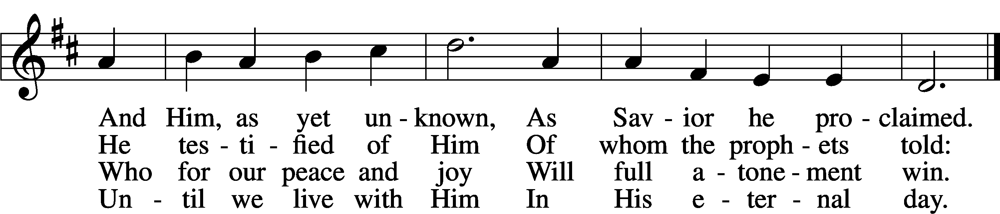 And Him, as yet un - known, As Sav - ior he pro - claimed.
He tes - ti - fied of Him Of whom the proph - ets told:
Who for our peace and joy Will full a - tone - ment win.
Un - til we live with Him In His e - ter - nal day.